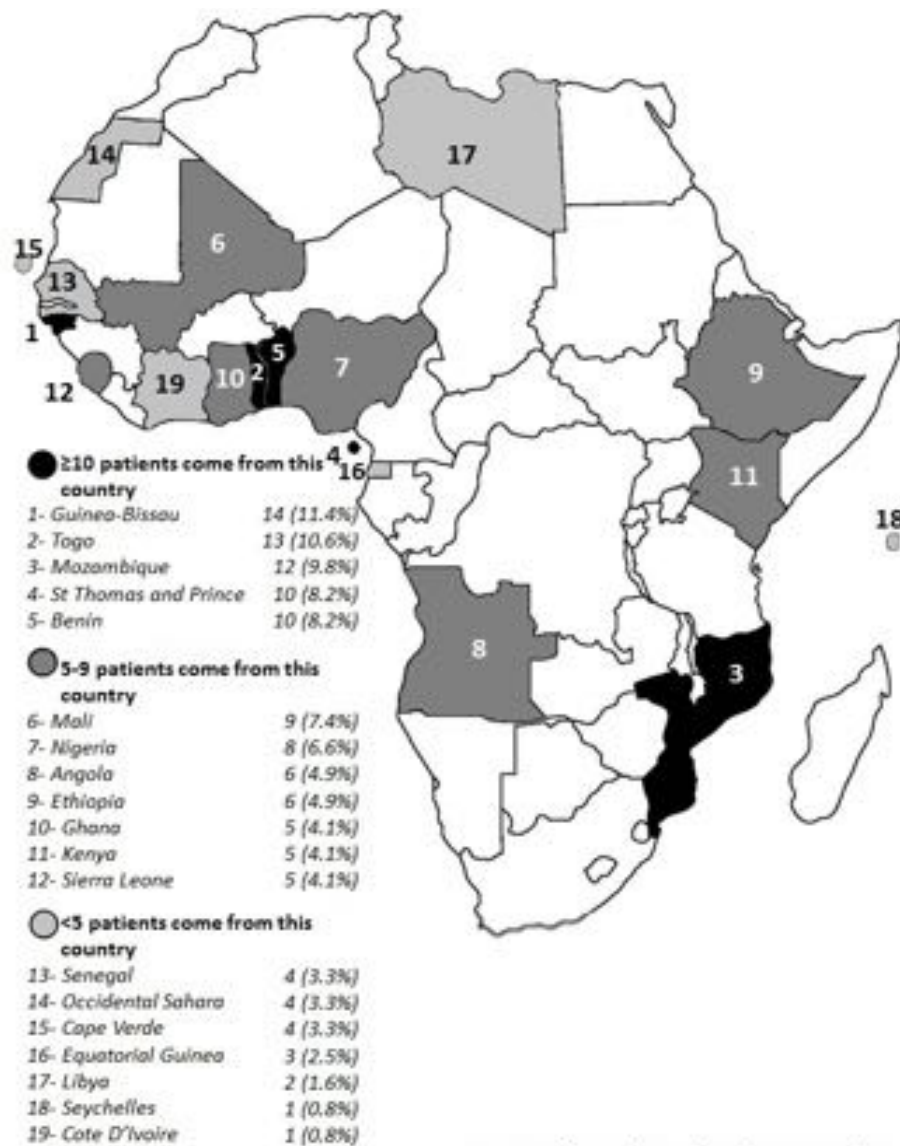 14
17
15
6
13
1
5
2
10
7
19
12
9
4
16
11
18
8
3
≥10 patients come from this
country
1- Guinea-Bissau 14 (11.4%)
2- Togo 13 (10.6%)
3- Mozambique 12 (9.8%)
4- St Thomas and Prince 10 (8.2%)
5- Benin 10 (8.2%)
5-9 patients come from this
country
6- Mali 9 (7.4%)
7- Nigeria 8 (6.6%)
8- Angola 6 (4.9%)
9- Ethiopia 6 (4.9%)
10- Ghana 5 (4.1%)
11- Kenya 5 (4.1%)
12- Sierra Leone 5 (4.1%)
<5 patients come from this
country
13- Senegal 4 (3.3%)
14- Occidental Sahara 4 (3.3%)
15- Cape Verde 4 (3.3%)
16- Equatorial Guinea 3 (2.5%)
17- Libya 2 (1.6%)
18- Seychelles 1 (0.8%)
19- Cote D'Ivoire 1 (0.8%)